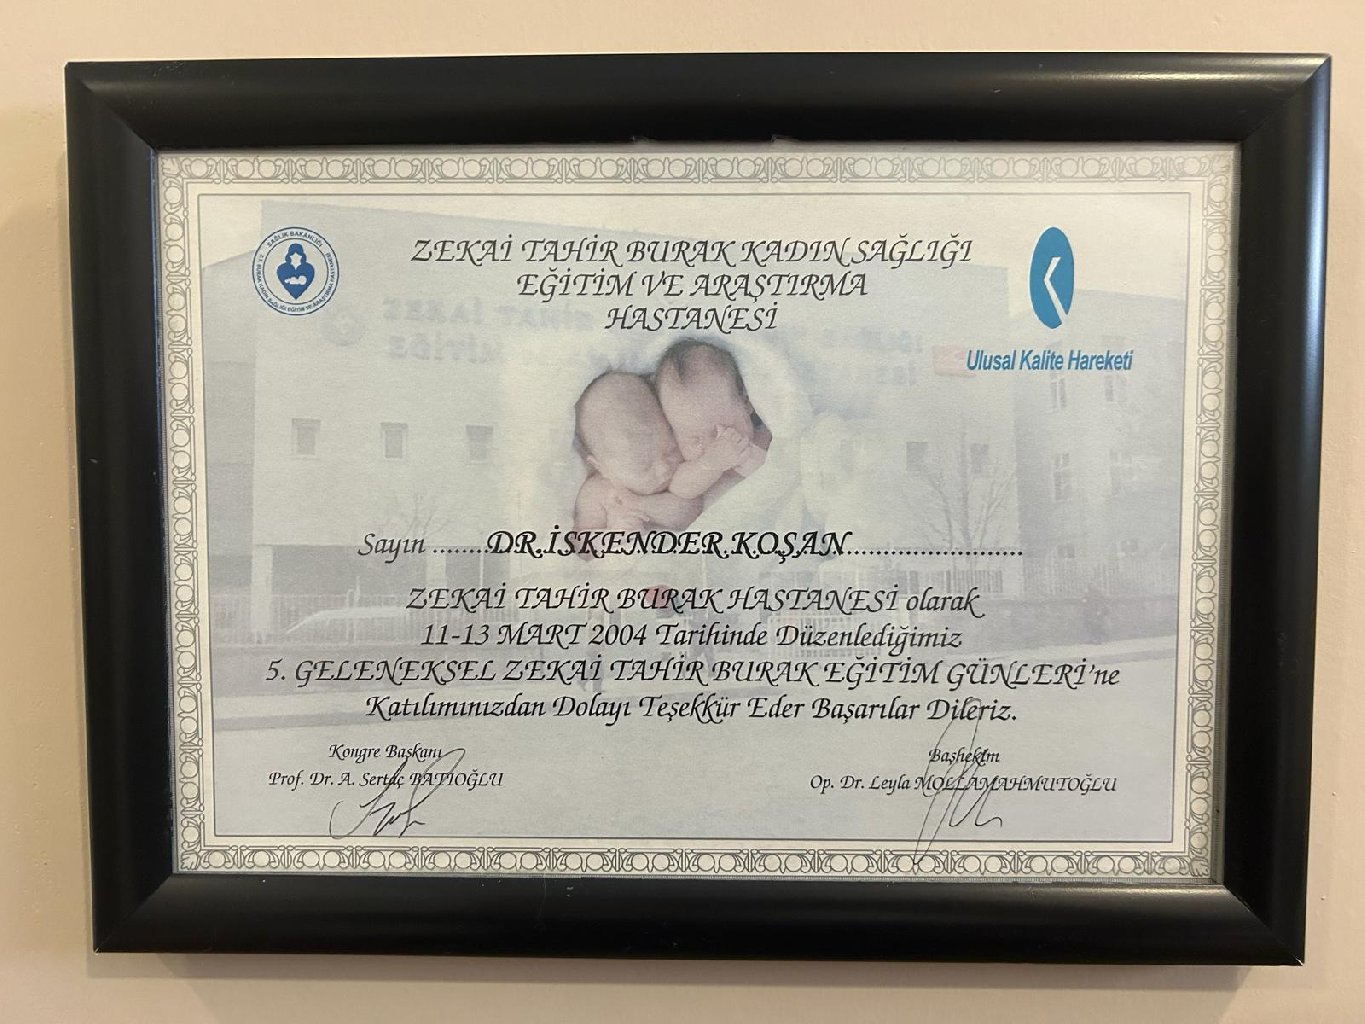 ZEKAİ TAHİR BURAK KADIN SAĞLIĞI
EĞİTİM VE ARAŞTIRMA
HASTANESİ
SAĞLIK BAKANLIĞI
Ulusal Kalite Hareketi
Sayın ........DR.İSKENDER KOŞAN........................
ZEKAİ TAHİR BURAK HASTANESİ olarak
11-13 MART 2004 Tarihinde Düzenlediğimiz
5. GELENEKSEL ZEKAİ TAHİR BURAK EĞİTİM GÜNLERİ'ne
Katılımınızdan Dolayı Teşekkür Eder Başarılar Dileriz.
Kongre Başkanı
Prof. Dr. A. Sertaç BATIOĞLU
Başhekim
Op. Dr. Leyla MOLLAMAHMUTOĞLU